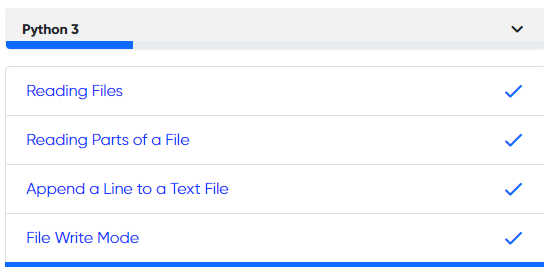 Python 3
Reading Files
Reading Parts of a File
Append a Line to a Text File
File Write Mode